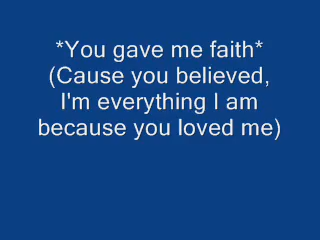 *You gave me faith*
(Cause you believed,
I'm everything I am
because you loved me)